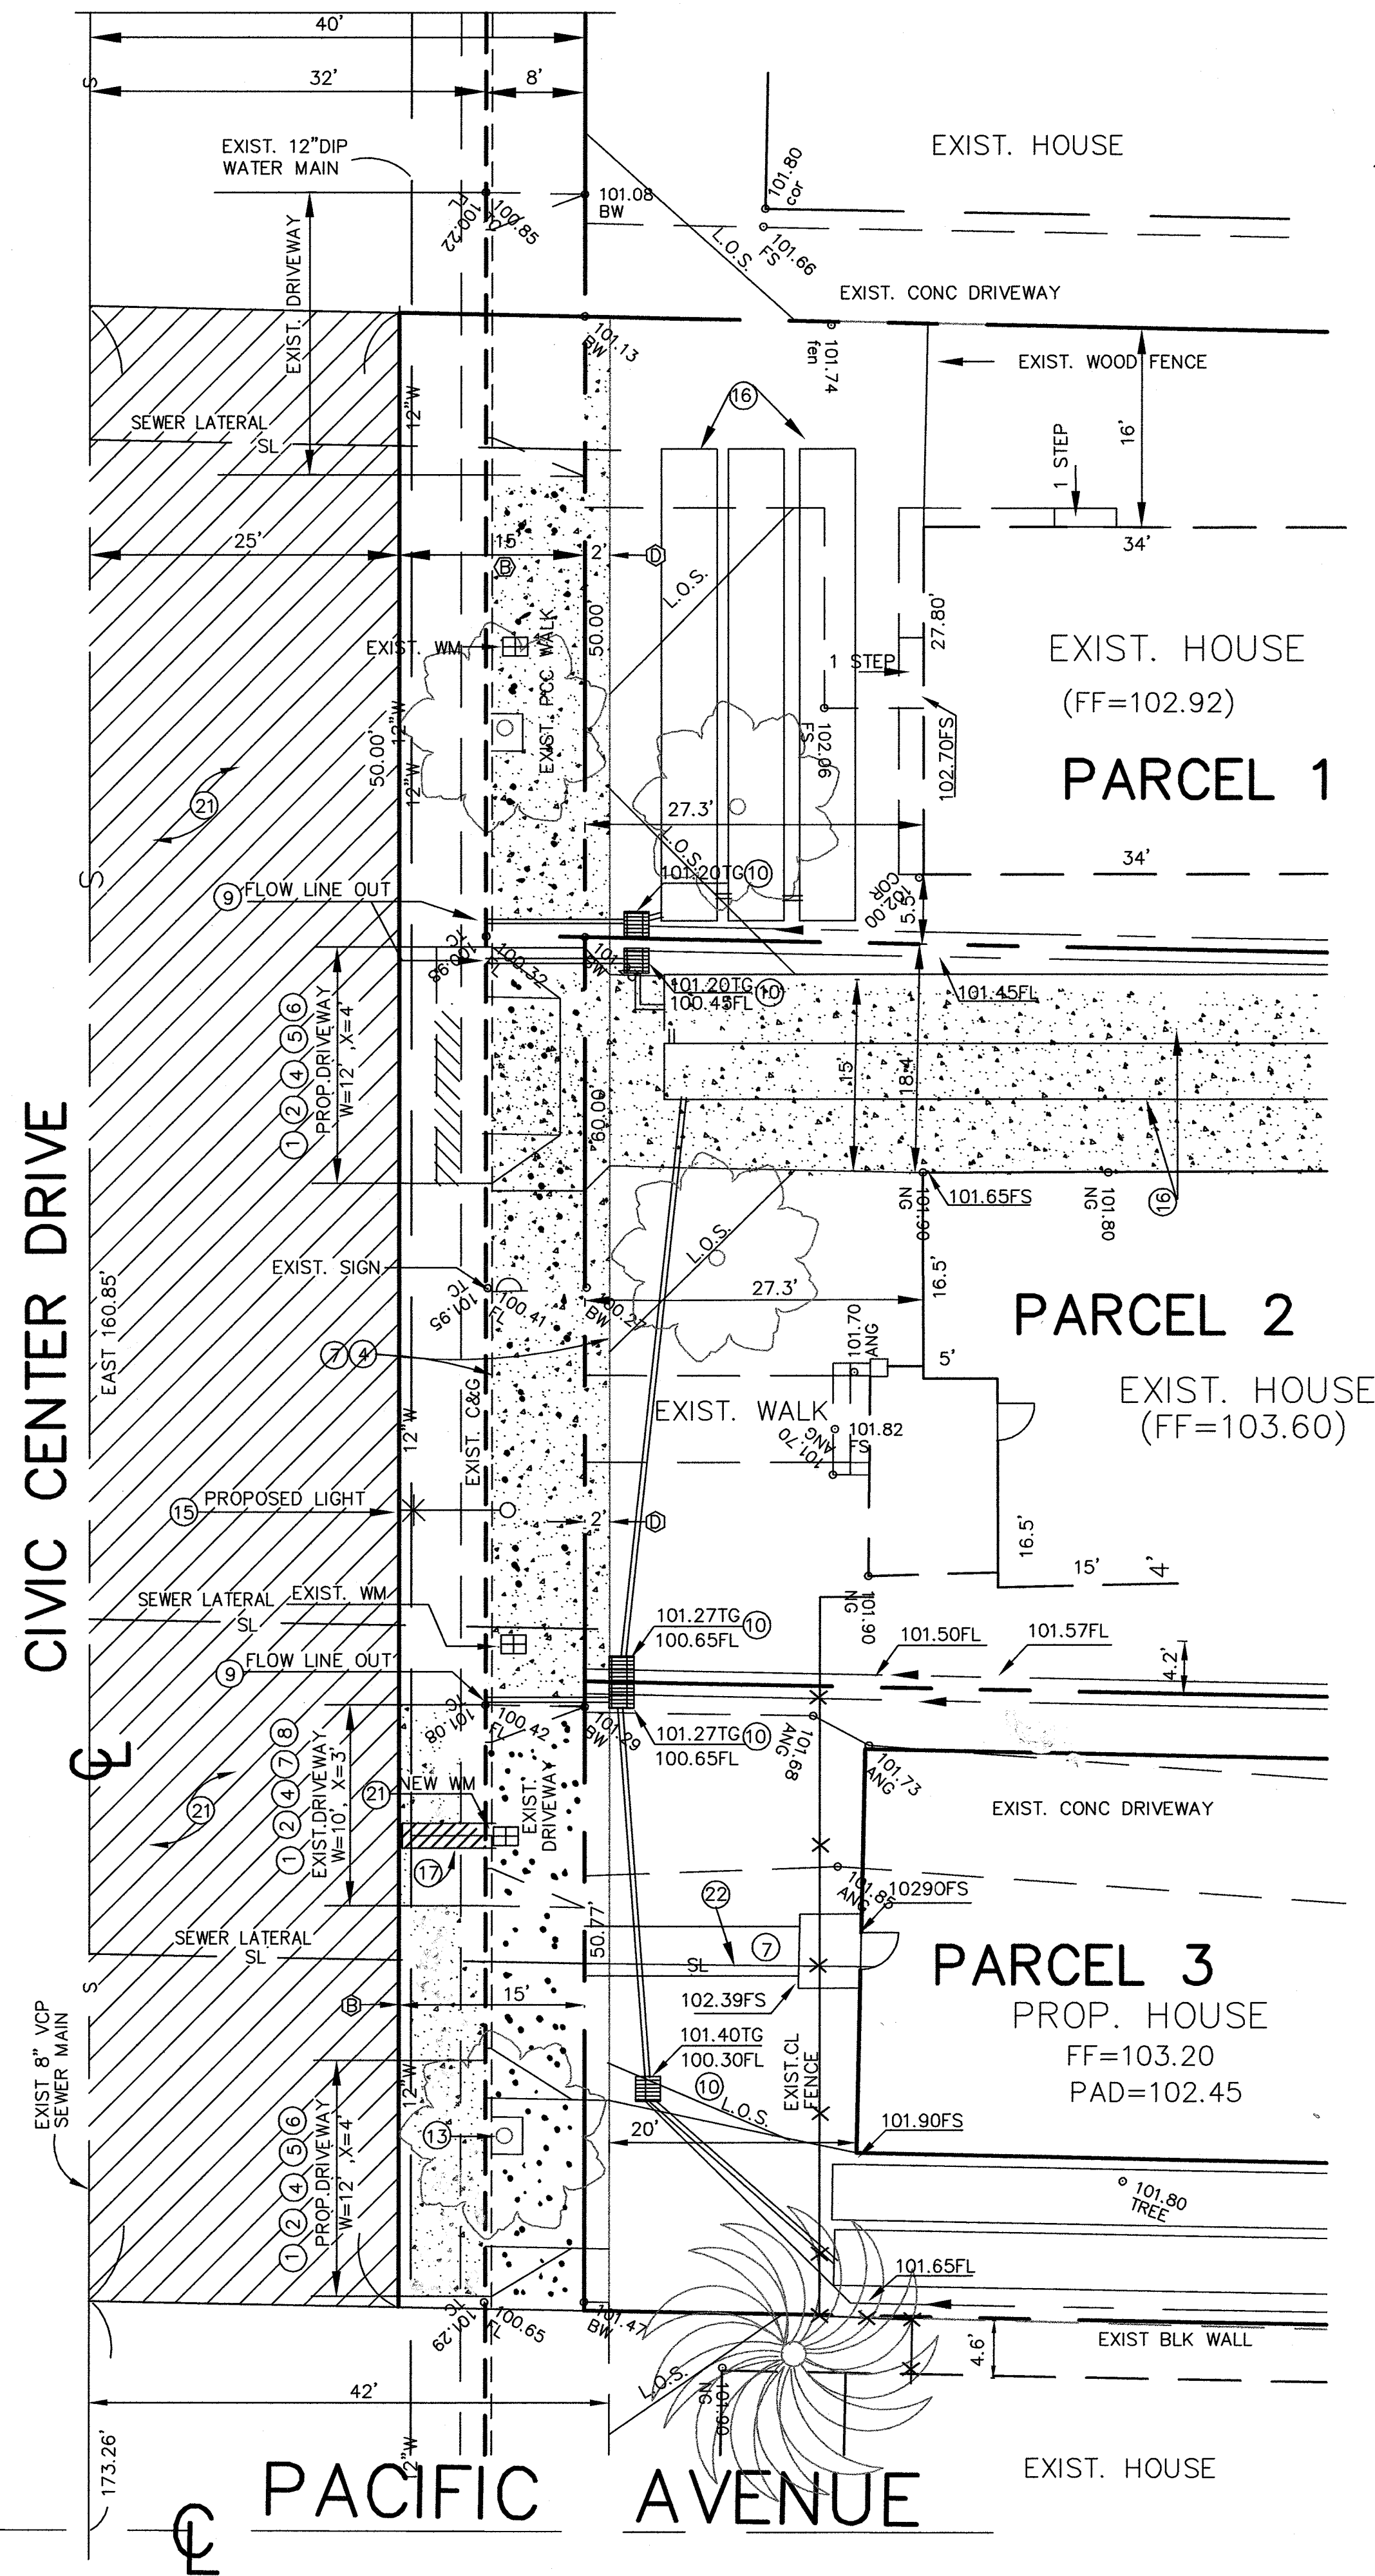 40'
32'
8'
S
EXIST. 12"DIP
WATER MAIN
EXIST. HOUSE
101.80
cor
101.08
BW
100.85
TC
100.22
FL
101.66
FS
L.O.S.
EXIST. DRIVEWAY
EXIST. CONC DRIVEWAY
101.13
BW
101.74
fen
EXIST. WOOD FENCE
16'
1 STEP
16
12"W
SEWER LATERAL
SL
34'
25'
15'
2'
B
D
L.O.S.
50.00'
27.80'
EXIST. WM
EXIST. PCC WALK
1 STEP
EXIST. HOUSE
(FF=102.92)
102.06
FS
102.70FS
12"W
12"W
50.00'
PARCEL 1
21
27.3'
L.O.S.
34'
S
101.20TG
10
102.00
COR
5.5'
9
FLOW LINE OUT
TC
100.98
100.32
FL
BW
101.20TG
100.45FL
10
101.45FL
1 2 4 5 6
PROP.DRIVEWAY
W=12' ,X=4'
15'
18.4'
60.00'
NG
101.90
101.65FS
NG
101.80
16
L.O.S.
16.5'
EXIST. SIGN
TC
101.95
100.41
FL
100.27
BW
27.3'
PARCEL 2
CIVIC CENTER DRIVE
EAST 160.85'
7 4
101.70
ANG
5'
EXIST. HOUSE
(FF=103.60)
EXIST. WALK
101.82
FS
101.70
ANG
12"W
EXIST. C&G
15
PROPOSED LIGHT
2'
D
16.5'
15'
4'
SEWER LATERAL
SL
EXIST. WM
NG
101.90
101.27TG
100.65FL
10
101.50FL
101.57FL
4.2'
9
FLOW LINE OUT
TC
101.08
100.42
FL
101.29
BW
101.27TG
100.65FL
10
101.68
ANG
101.73
ANG
1 2 4 7 8
EXIST.DRIVEWAY
W=10', X=3'
CL
21
21
NEW WM
EXIST.
DRIVEWAY
EXIST. CONC DRIVEWAY
17
101.85
ANG
10290FS
22
7
50.77'
SEWER LATERAL
SL
SL
S
PARCEL 3
PROP. HOUSE
FF=103.20
PAD=102.45
102.39FS
B
15'
EXIST 8" VCP
SEWER MAIN
101.40TG
100.30FL
10
EXIST.CL
FENCE
12"W
L.O.S.
101.90FS
13
20'
1 2 4 5 6
PROP.DRIVEWAY
W=12' ,X=4'
101.80
TREE
101.65FL
TC
101.29
100.65
FL
101.47
BW
EXIST BLK WALL
4.6'
L.O.S.
NG
101.90
42'
173.26'
12"W
EXIST. HOUSE
PACIFIC AVENUE
CL